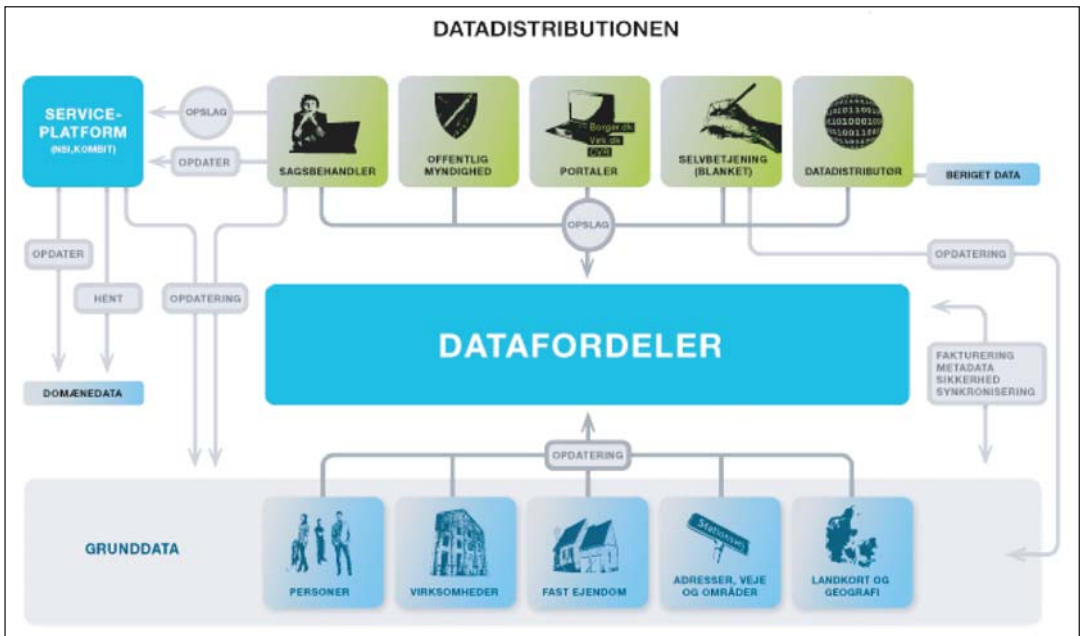 DATADISTRIBUTIONEN
SERVICE-
PLATFORM
(NSI,KOMBIT)
OPSLAG
OPDATER
SAGSBEHANDLER
OFFENTLIG
MYNDIGHED
Borger.dk
Virk.dk
CVR
PORTALER
SELVBETJENING
(BLANKET)
DATADISTRIBUTØR
BERIGET DATA
OPSLAG
OPDATER
HENT
OPDATERING
OPDATERING
DATAFORDELER
FAKTURERING
METADATA
SIKKERHED
SYNKRONISERING
DOMÆNEDATA
OPDATERING
GRUNDDATA
PERSONER
VIRKSOMHEDER
FAST EJENDOM
ADRESSER, VEJE
OG OMRÅDER
LANDKORT OG
GEOGRAFI